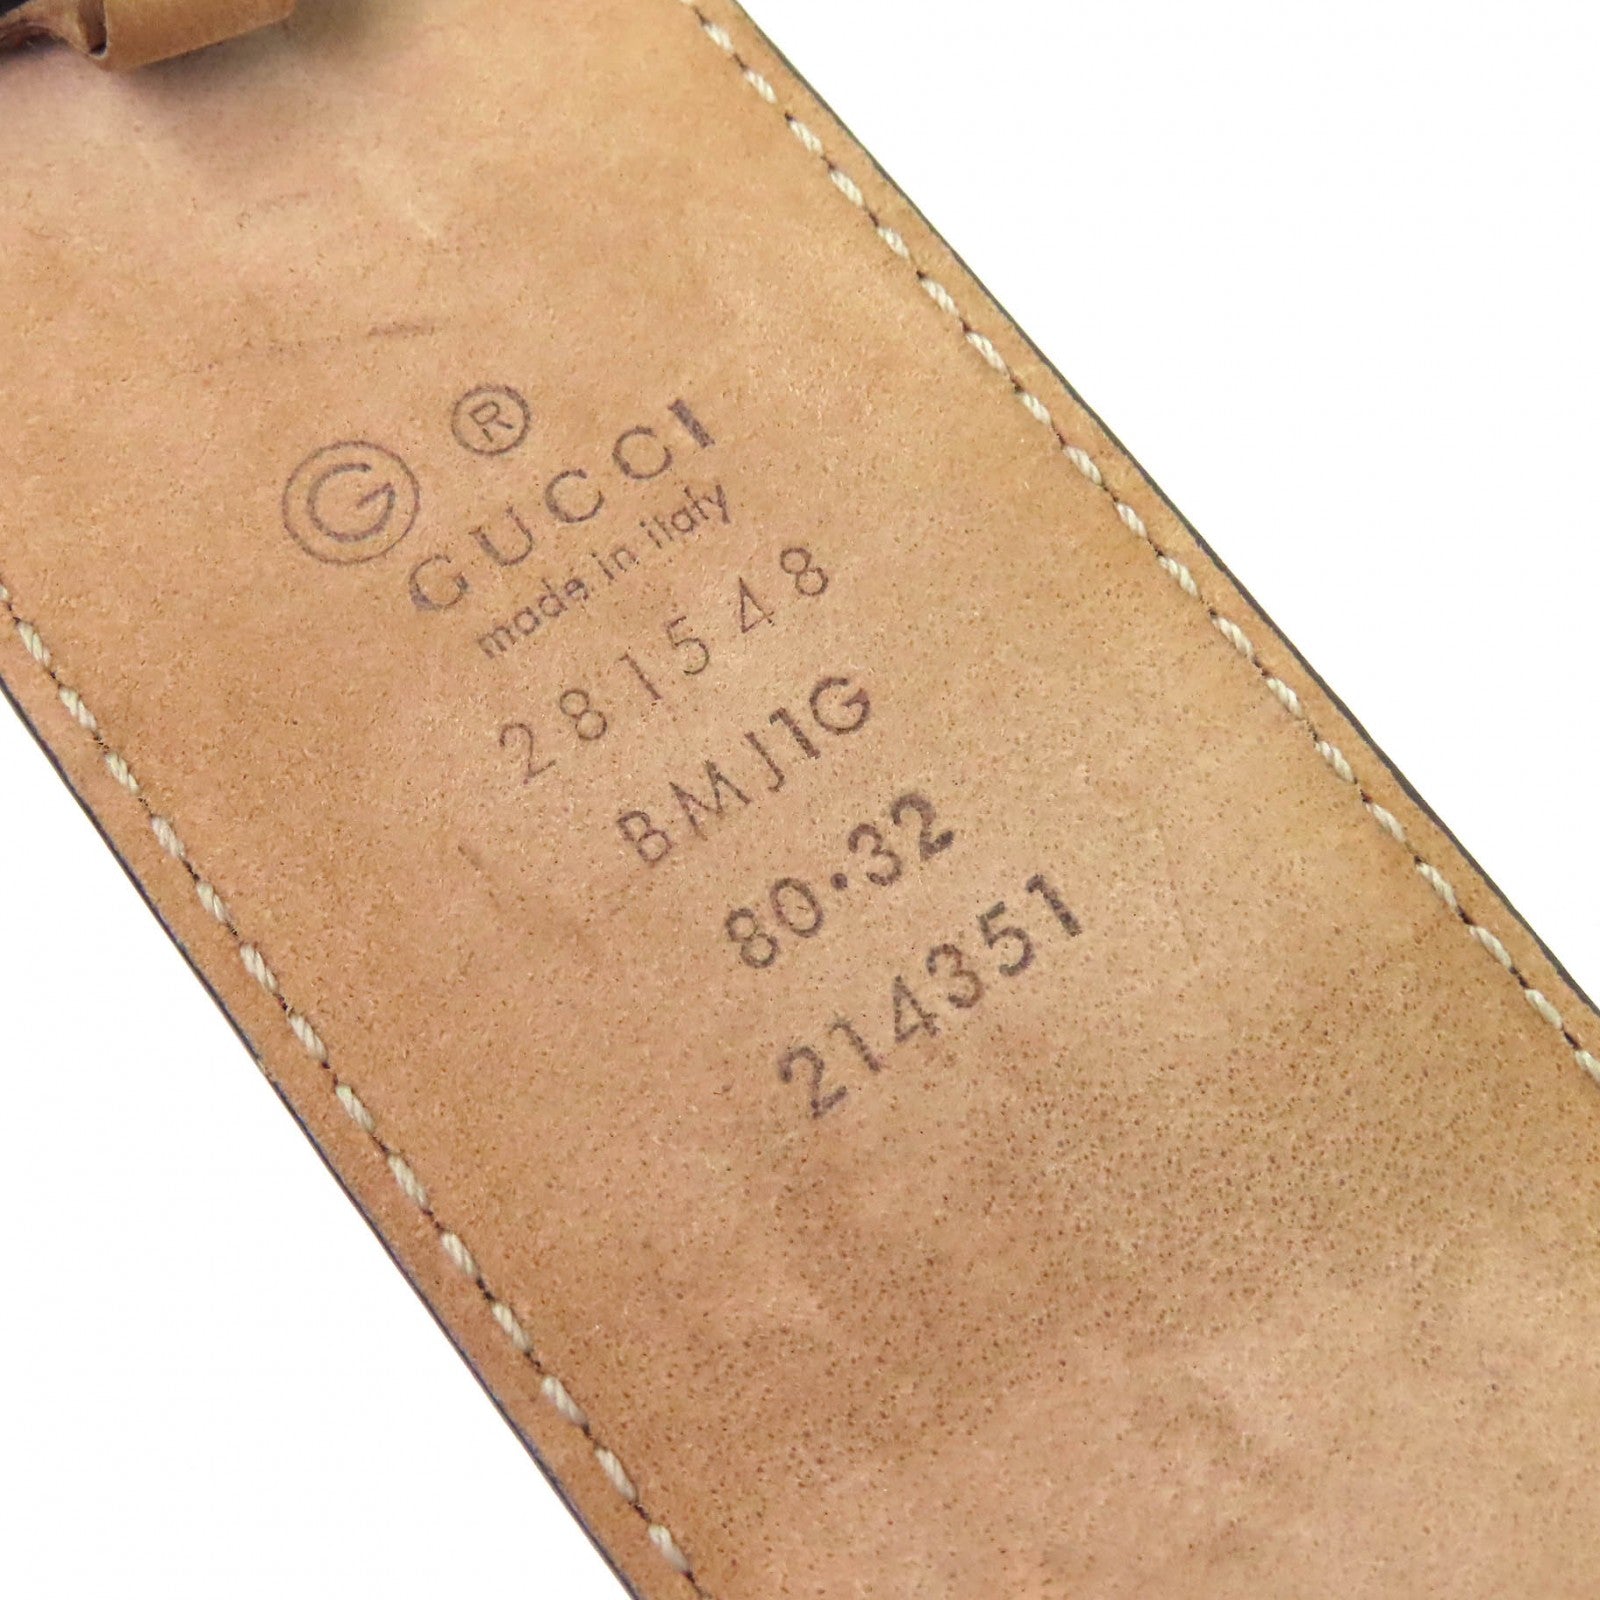 G ®
GUCCI
made in italy
281548
BMJ1G
80·32
214351